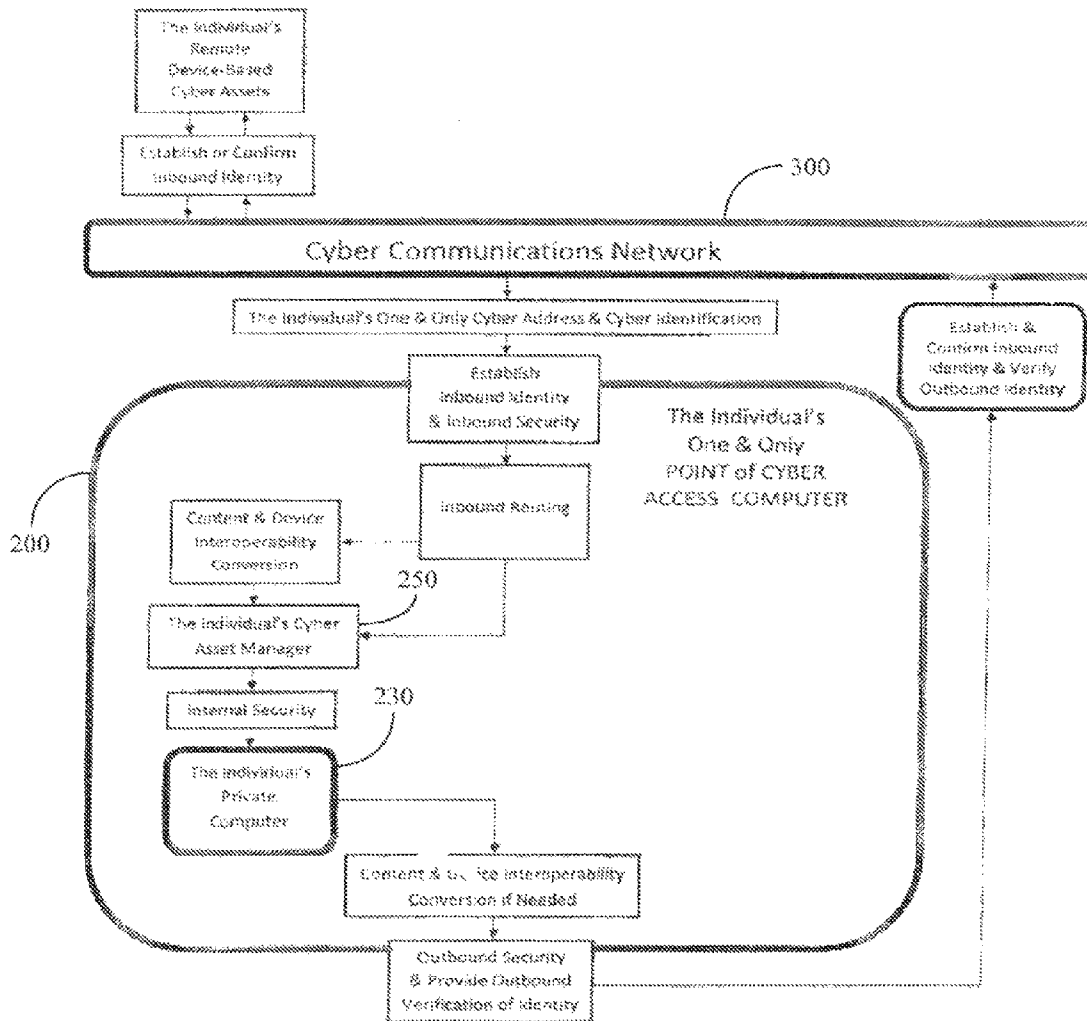 The Individual's
Remote
Device-Based
Cyber Assets
Establish or Confirm
Inbound Identity
300
Cyber Communications Network
The Individual's One & Only Cyber Address & Cyber Identification
Establish &
Confirm Inbound
Identity & Verify
Outbound Identity
Establish
Inbound Identity
& Inbound Security
The Individual's
One & Only
POINT of CYBER
ACCESS COMPUTER
Inbound Routing
Content & Device
Interoperability
Conversion
200
250
The Individual's Cyber
Asset Manager
Internal Security
230
The Individual's
Private
Computer
Content & Interoperability
Conversion if Needed
Outbound Security
& Provide Outbound
Verification of Identity